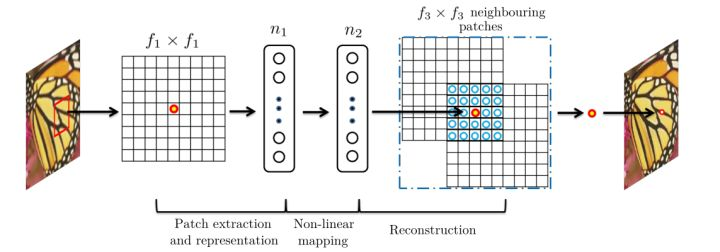 f₁ × f₁
n₁
n₂
f₃ × f₃ neighbouring
patches
Patch extraction
and representation
Non-linear
mapping
Reconstruction